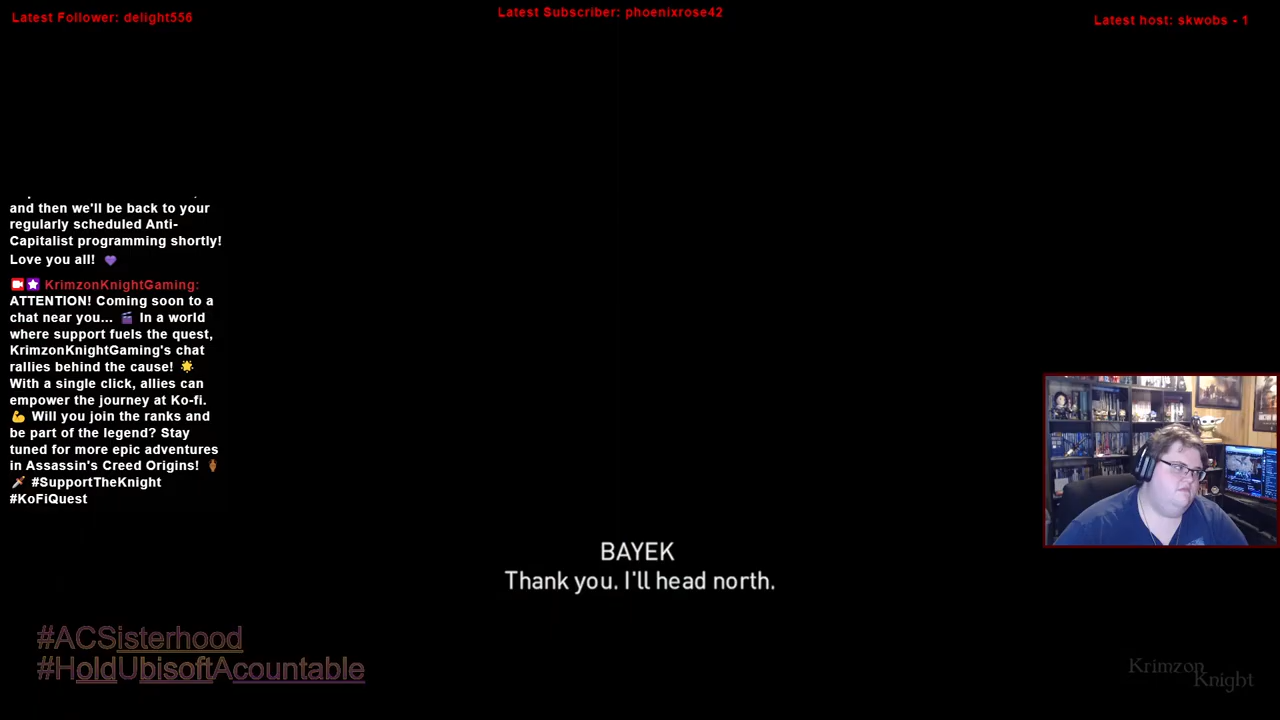 Latest Follower: delight556
Latest Subscriber: phoenixrose42
Latest host: skwobs - 1
and then we'll be back to your
regularly scheduled Anti-
Capitalist programming shortly!
Love you all! 💜
KrimzonKnightGaming:
ATTENTION! Coming soon to a
chat near you... 🎬 In a world
where support fuels the quest,
KrimzonKnightGaming's chat
rallies behind the cause! 🌟
With a single click, allies can
empower the journey at Ko-fi.
💪 Will you join the ranks and
be part of the legend? Stay
tuned for more epic adventures
in Assassin's Creed Origins! 🏺
🗡️ #SupportTheKnight
#KoFiQuest
BAYEK
Thank you. I'll head north.
#ACSisterhood
#HoldUbisoftAcountable
Krimzon
Knight